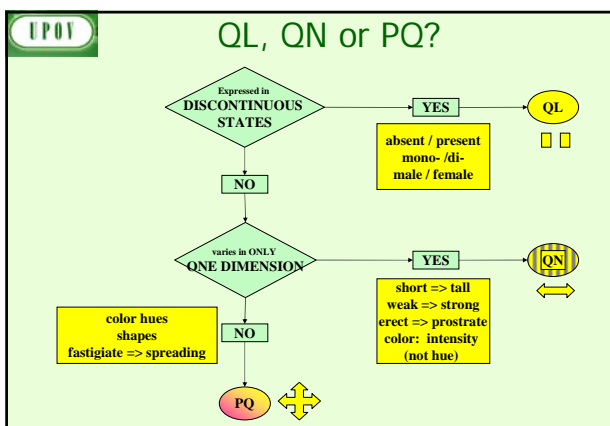 UPOV
QL, QN or PQ?
Expressed in
DISCONTINUOUS
STATES
YES
QL
absent / present
mono- /di-
male / female
NO
varies in ONLY
ONE DIMENSION
YES
QN
short => tall
weak => strong
erect => prostrate
color:  intensity
(not hue)
color hues
shapes
fastigiate => spreading
NO
PQ